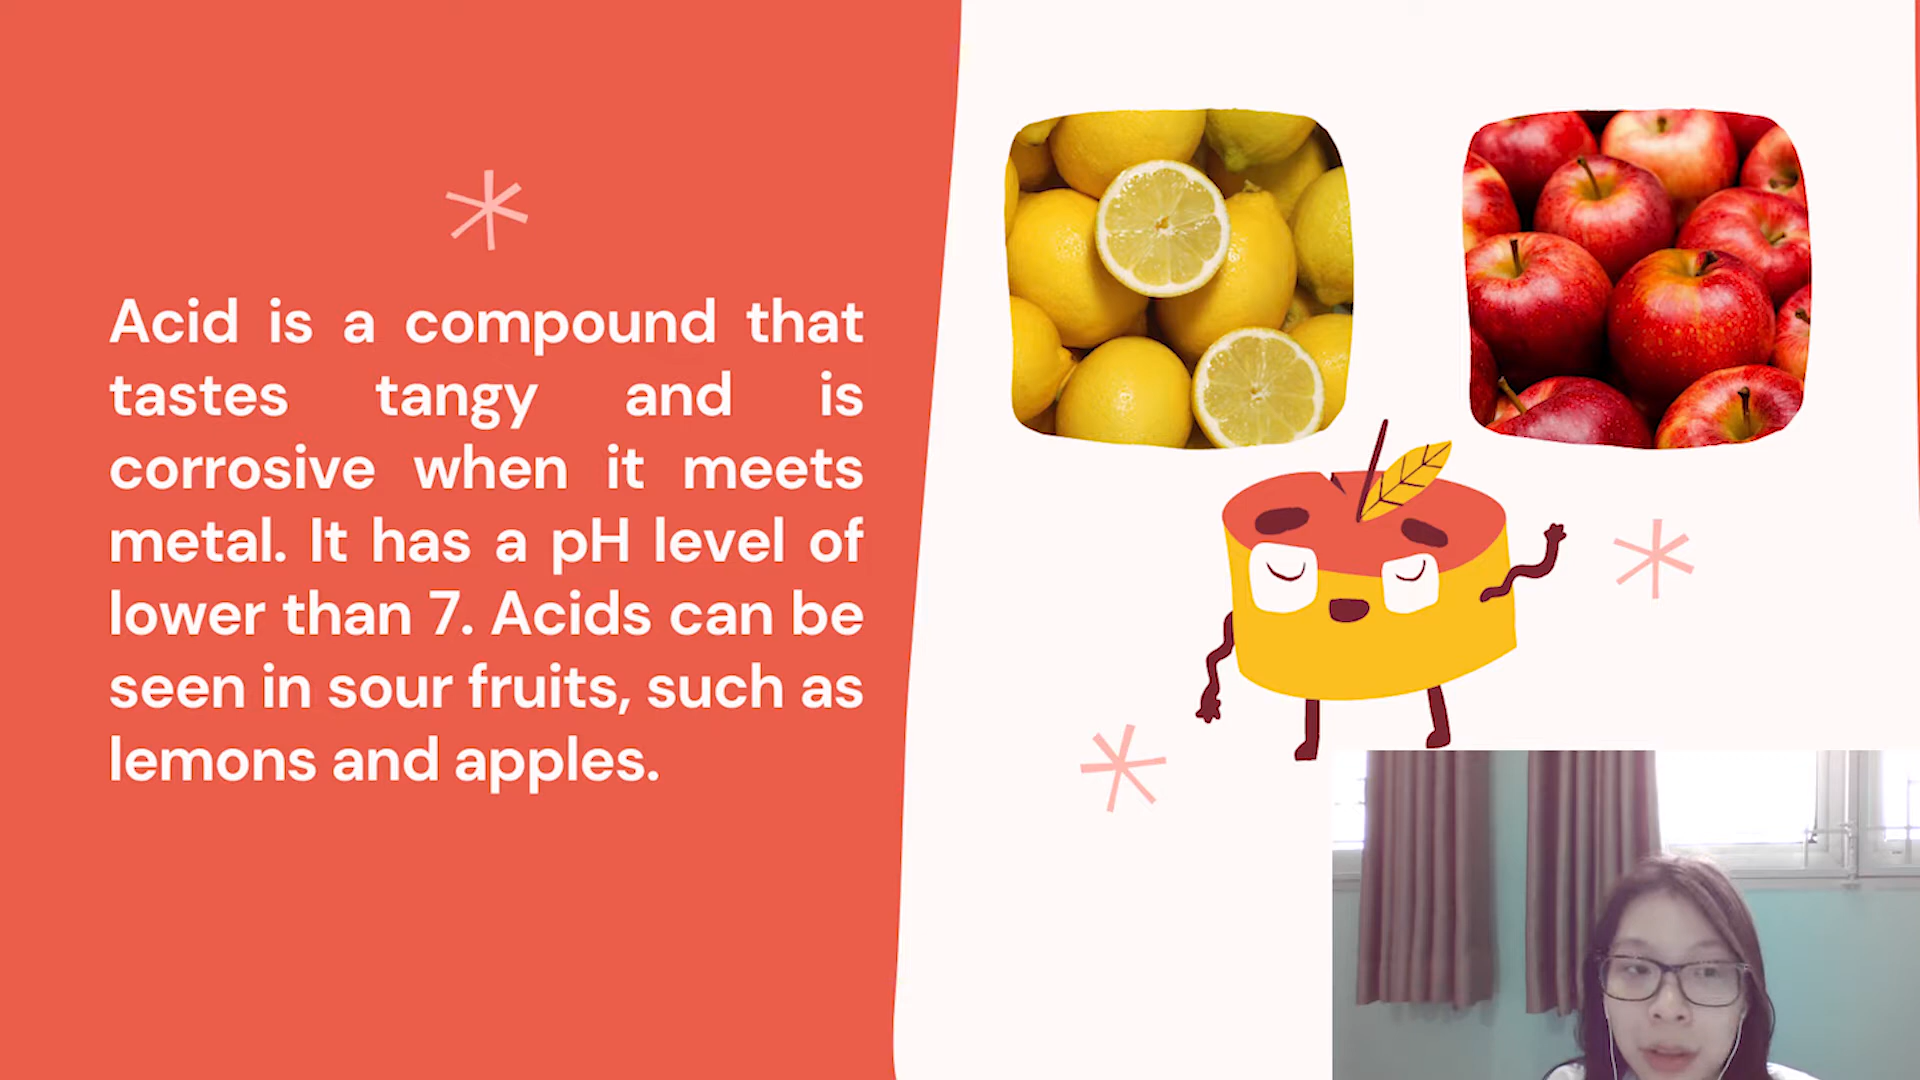 Acid is a compound that
tastes tangy and is
corrosive when it meets
metal. It has a pH level of
lower than 7. Acids can be
seen in sour fruits, such as
lemons and apples.